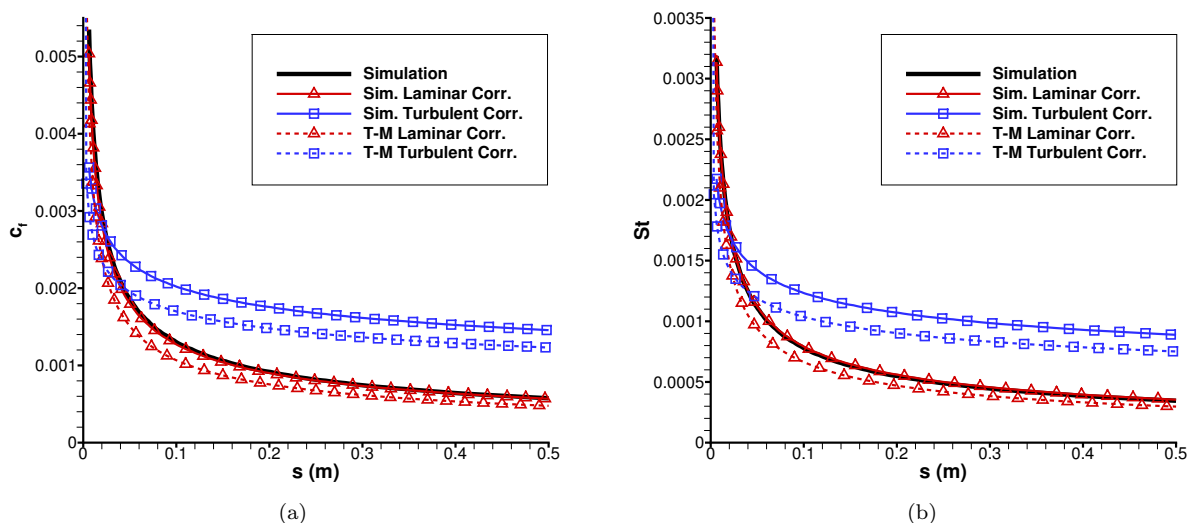 0.005
0.004
0.003
0.002
0.001
0
c_f
0
0.1
0.2
0.3
0.4
0.5
s (m)
Simulation
Sim. Laminar Corr.
Sim. Turbulent Corr.
T-M Laminar Corr.
T-M Turbulent Corr.
(a)
0.0035
0.003
0.0025
0.002
0.0015
0.001
0.0005
0
St
0
0.1
0.2
0.3
0.4
0.5
s (m)
Simulation
Sim. Laminar Corr.
Sim. Turbulent Corr.
T-M Laminar Corr.
T-M Turbulent Corr.
(b)